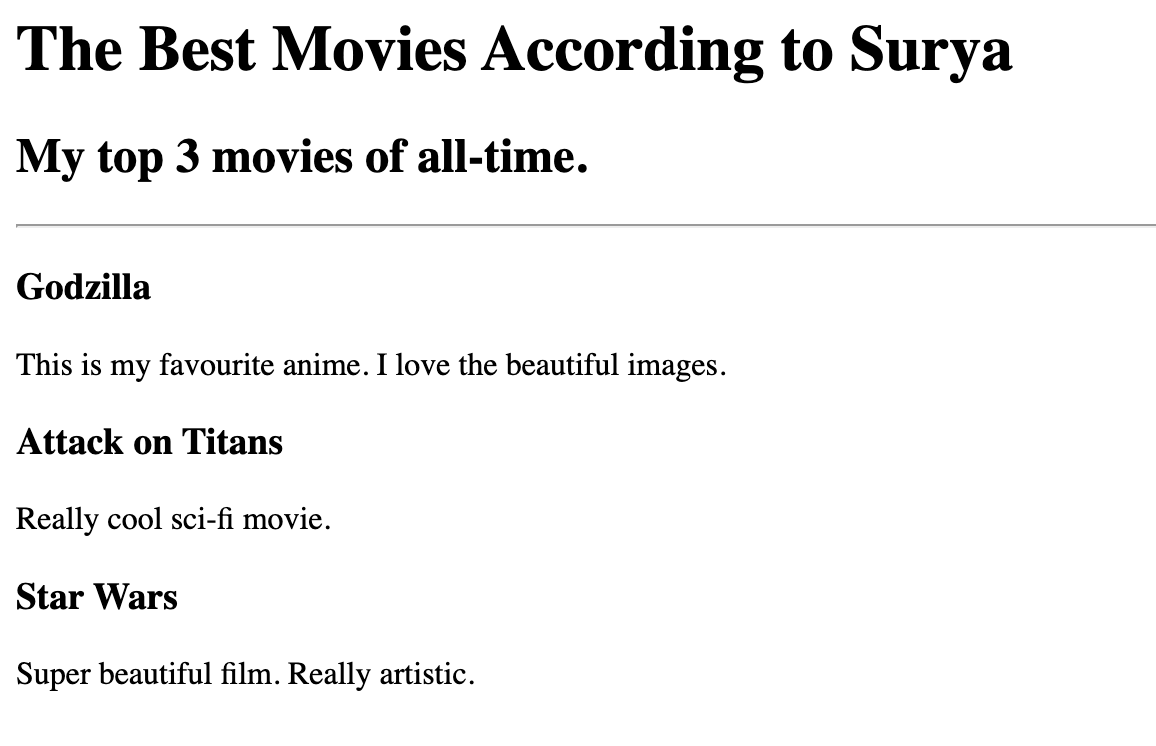 The Best Movies According to Surya
My top 3 movies of all-time.
Godzilla
This is my favourite anime. I love the beautiful images.
Attack on Titans
Really cool sci-fi movie.
Star Wars
Super beautiful film. Really artistic.